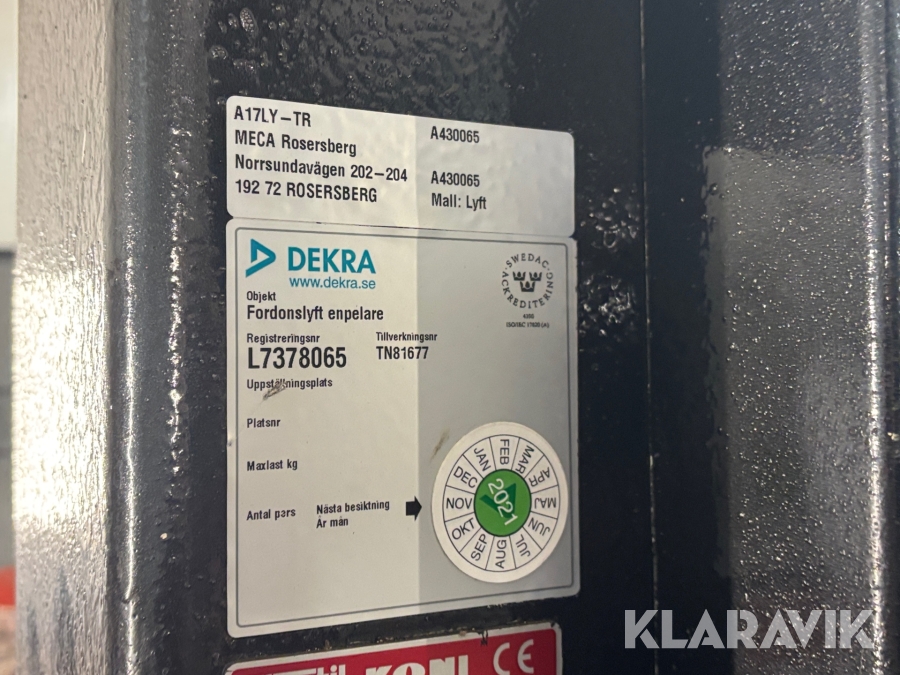 A17LY-TR
MECA Rosersberg
Norrsundavägen 202-204
192 72 ROSERSBERG
A430065
A430065
Mall: Lyft
DEKRA
www.dekra.se
SWEDAC
ACKREDITERING
Objekt
Fordonslyft enpelare
Registreringsnr
L7378065
Tillverkningsnr
TN81677
Uppställningsplats
Platsnr
Maxlast kg
Antal pers
Nästa besiktning
År mån
JAN FEB MAR APR MAJ JUN JUL AUG SEP OKT NOV DEC
2021
KONI
CE
KLARAVIK